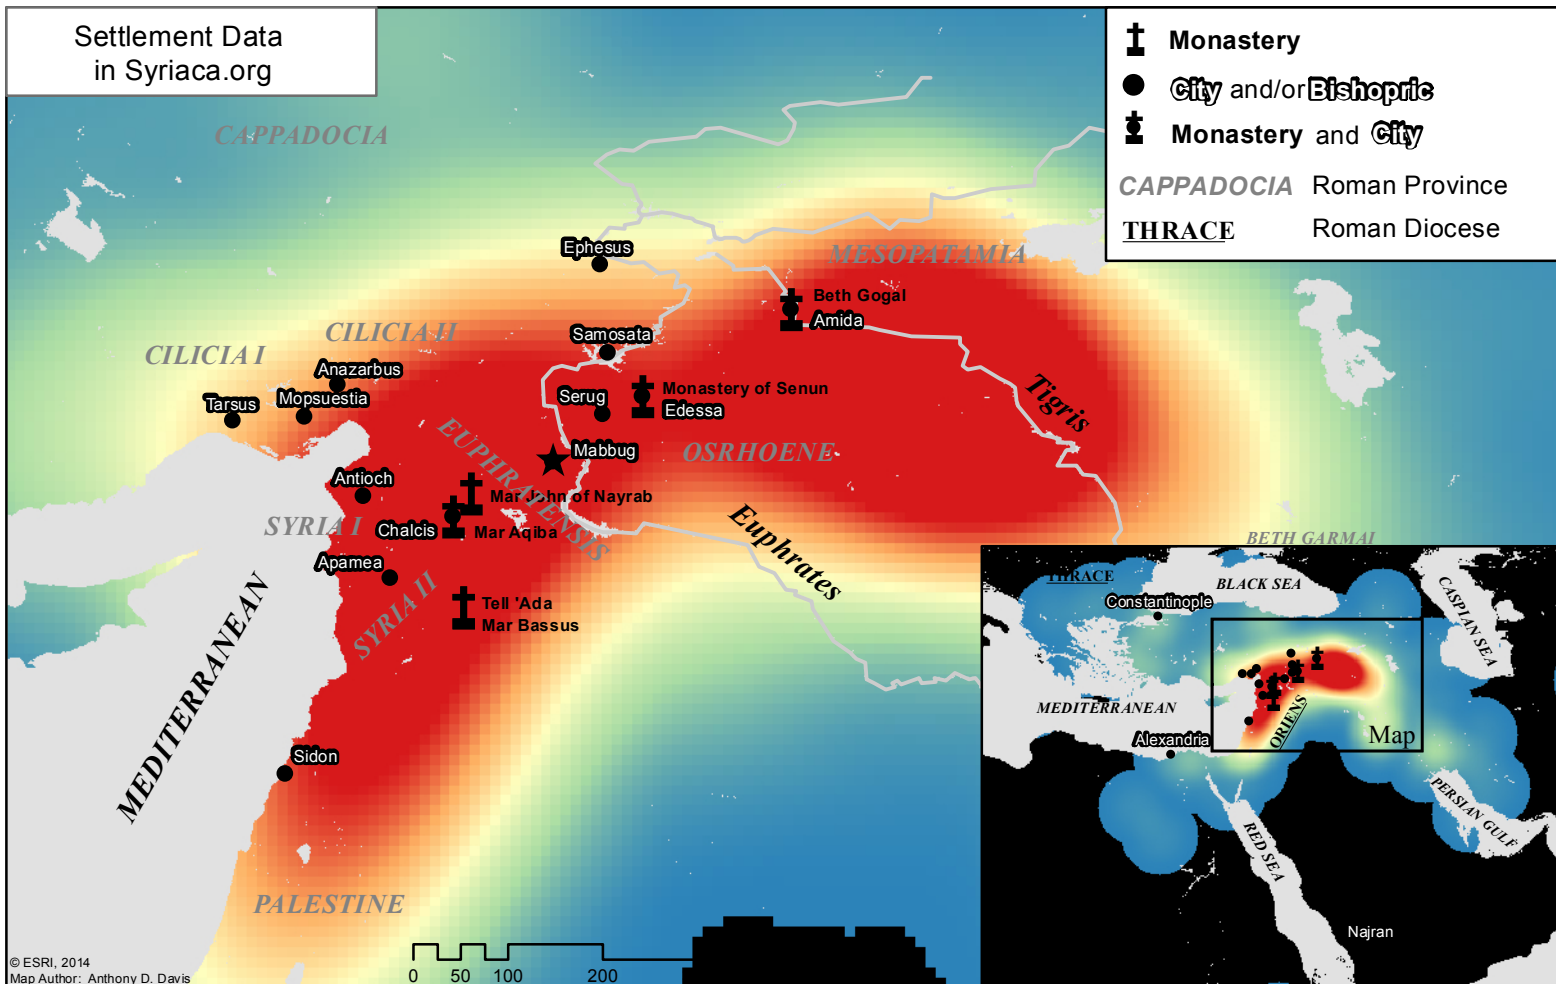 Settlement Data
in Syriaca.org
Monastery
City and/or Bishopric
Monastery and City
CAPPADOCIA Roman Province
THRACE Roman Diocese
CAPPADOCIA
Ephesus
MESOPATAMIA
Beth Gogal
Amida
CILICIA II
CILICIA I
Samosata
Anazarbus
Tarsus
Mopsuestia
Serug
Monastery of Senun
Edessa
Tigris
EUPHRATENSIS
Mabbug
OSRHOENE
Antioch
Mar John of Nayrab
SYRIA I
Chalcis
Mar Aqiba
Euphrates
BETH GARMAI
Apamea
SYRIA II
Tell 'Ada
Mar Bassus
MEDITERRANEAN
Sidon
PALESTINE
THRACE
BLACK SEA
CASPIAN SEA
Constantinople
MEDITERRANEAN
ORIENS
Map
Alexandria
PERSIAN GULF
RED SEA
Najran
© ESRI, 2014
Map Author: Anthony D. Davis
0 50 100 200